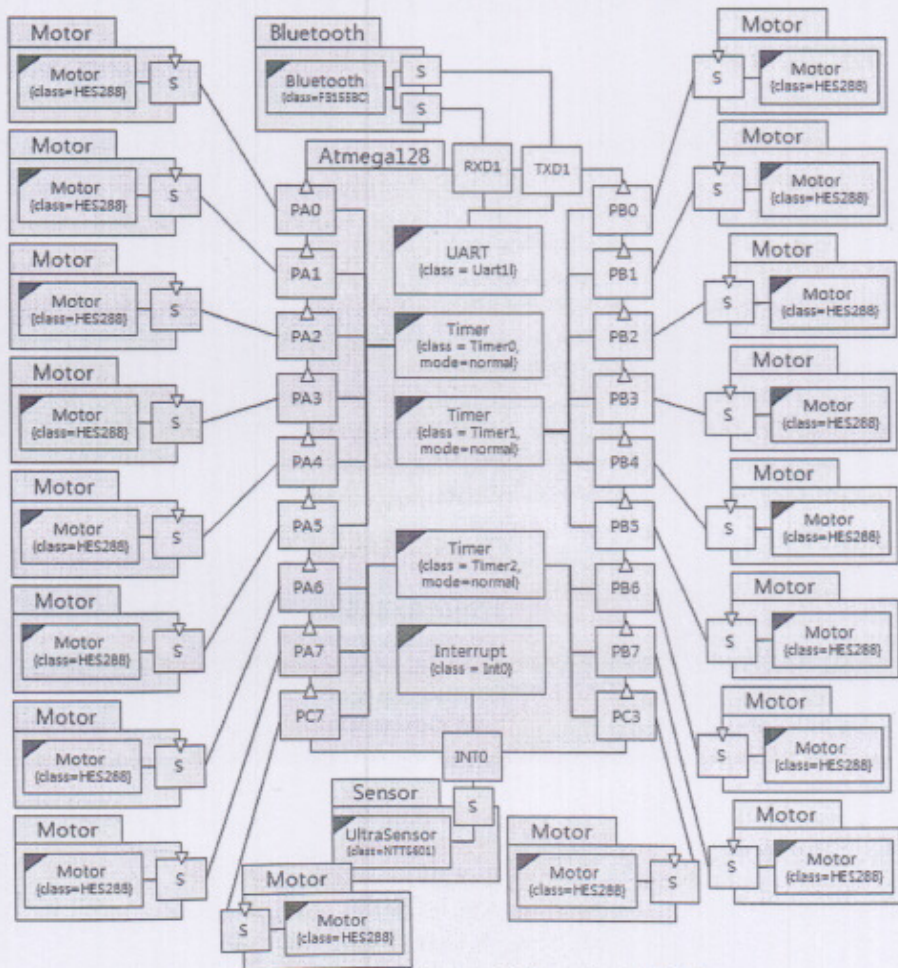 Motor
Motor
{class=HES288}
S
Motor
Motor
{class=HES288}
S
Motor
Motor
{class=HES288}
S
Motor
Motor
{class=HES288}
S
Motor
Motor
{class=HES288}
S
Motor
Motor
{class=HES288}
S
Motor
Motor
{class=HES288}
S
Motor
Motor
{class=HES288}
S
Bluetooth
Bluetooth
{class=FB155BC}
S
S
Atmega128
RXD1
TXD1
PA0
PA1
PA2
PA3
PA4
PA5
PA6
PA7
PC7
UART
{class = Uart1}
Timer
{class = Timer0,
mode=normal}
Timer
{class = Timer1,
mode=normal}
Timer
{class = Timer2,
mode=normal}
Interrupt
{class = Int0}
PB0
PB1
PB2
PB3
PB4
PB5
PB6
PB7
PC3
INT0
Sensor
S
UltraSensor
Motor
S
Motor
{class=HES288}
Motor
Motor
{class=HES288}
S
Motor
S
Motor
{class=HES288}
Motor
S
Motor
{class=HES288}
Motor
S
Motor
{class=HES288}
Motor
S
Motor
{class=HES288}
Motor
S
Motor
{class=HES288}
Motor
S
Motor
{class=HES288}
Motor
S
Motor
{class=HES288}
Motor
S
Motor
{class=HES288}